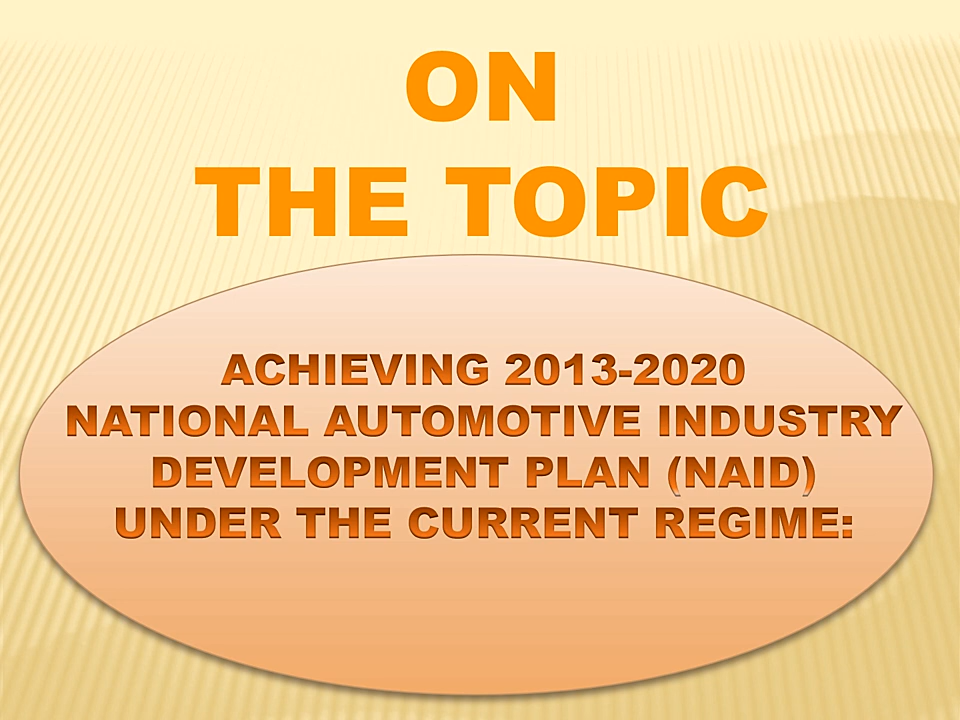 ON
THE TOPIC
ACHIEVING 2013-2020
NATIONAL AUTOMOTIVE INDUSTRY
DEVELOPMENT PLAN (NAID)
UNDER THE CURRENT REGIME: